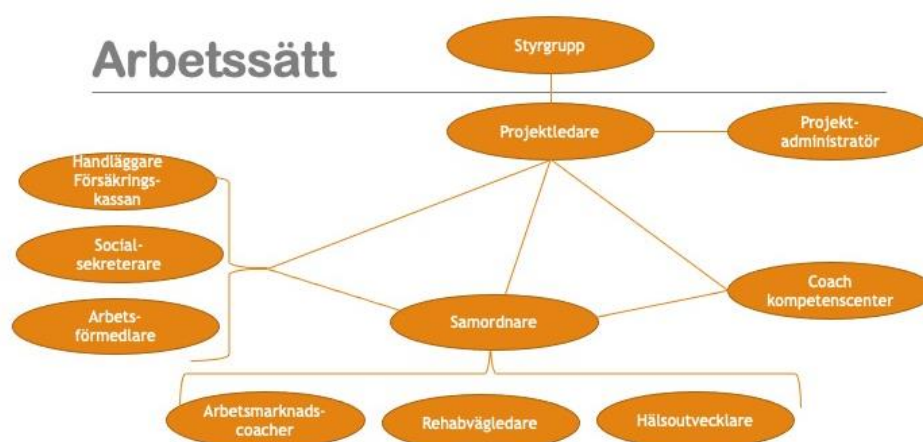 Arbetssätt
Styrgrupp
Projektledare
Projekt-
administratör
Handläggare
Försäkrings-
kassan
Social-
sekreterare
Arbets-
förmedlare
Coach
kompetenscenter
Samordnare
Arbetsmarknads-
coacher
Rehabvägledare
Hälsoutvecklare